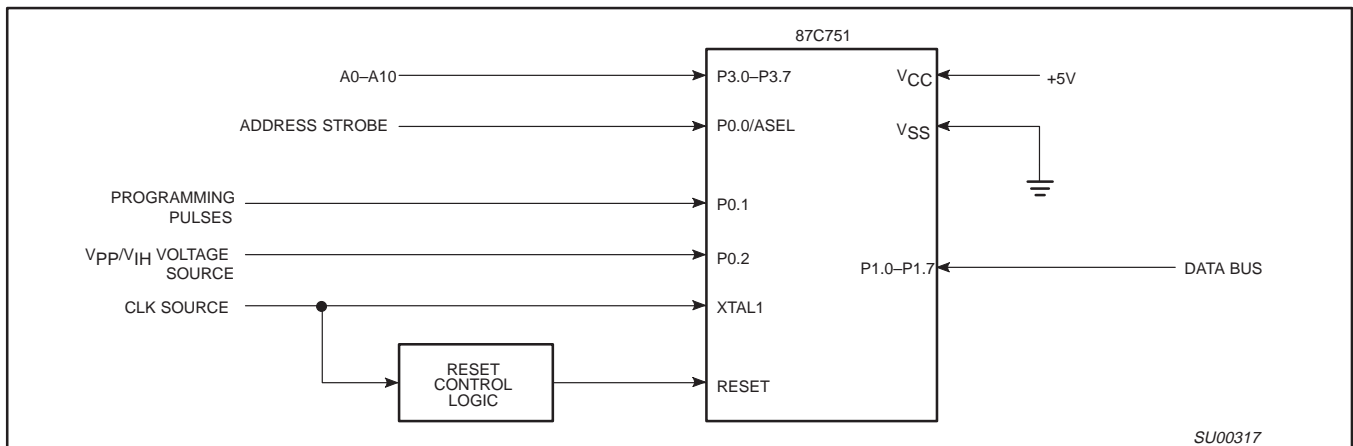 87C751
A0–A10
P3.0–P3.7
VCC
+5V
ADDRESS STROBE
P0.0/ASEL
VSS
PROGRAMMING
PULSES
P0.1
VPP/VIH VOLTAGE
SOURCE
P0.2
P1.0–P1.7
DATA BUS
CLK SOURCE
XTAL1
RESET
CONTROL
LOGIC
RESET
SU00317